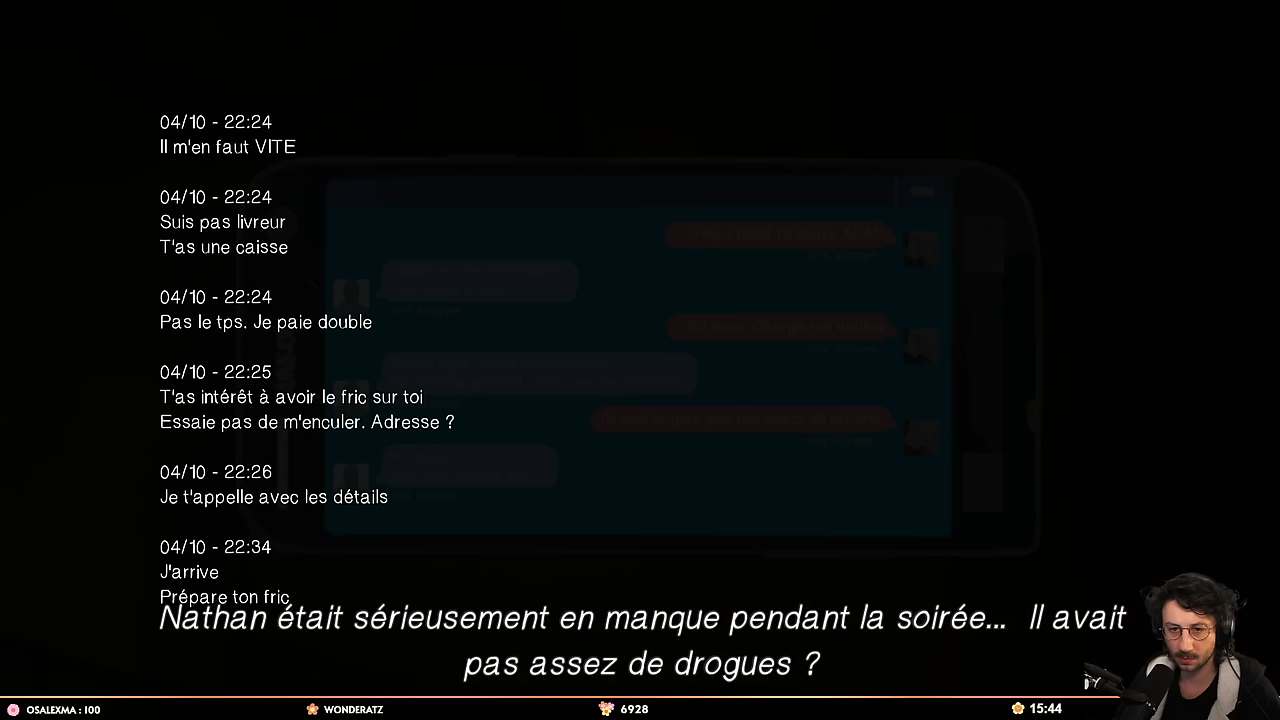 04/10 - 22:24
Il m'en faut VITE
04/10 - 22:24
Suis pas livreur
T'as une caisse
04/10 - 22:24
Pas le tps. Je paie double
04/10 - 22:25
T'as intérêt à avoir le fric sur toi
Essaie pas de m'enculer. Adresse ?
04/10 - 22:26
Je t'appelle avec les détails
04/10 - 22:34
J'arrive
Prépare ton fric
Nathan était sérieusement en manque pendant la soirée... Il avait
pas assez de drogues ?
OSALEXMA : 100
WONDERATZ
6928
15:44